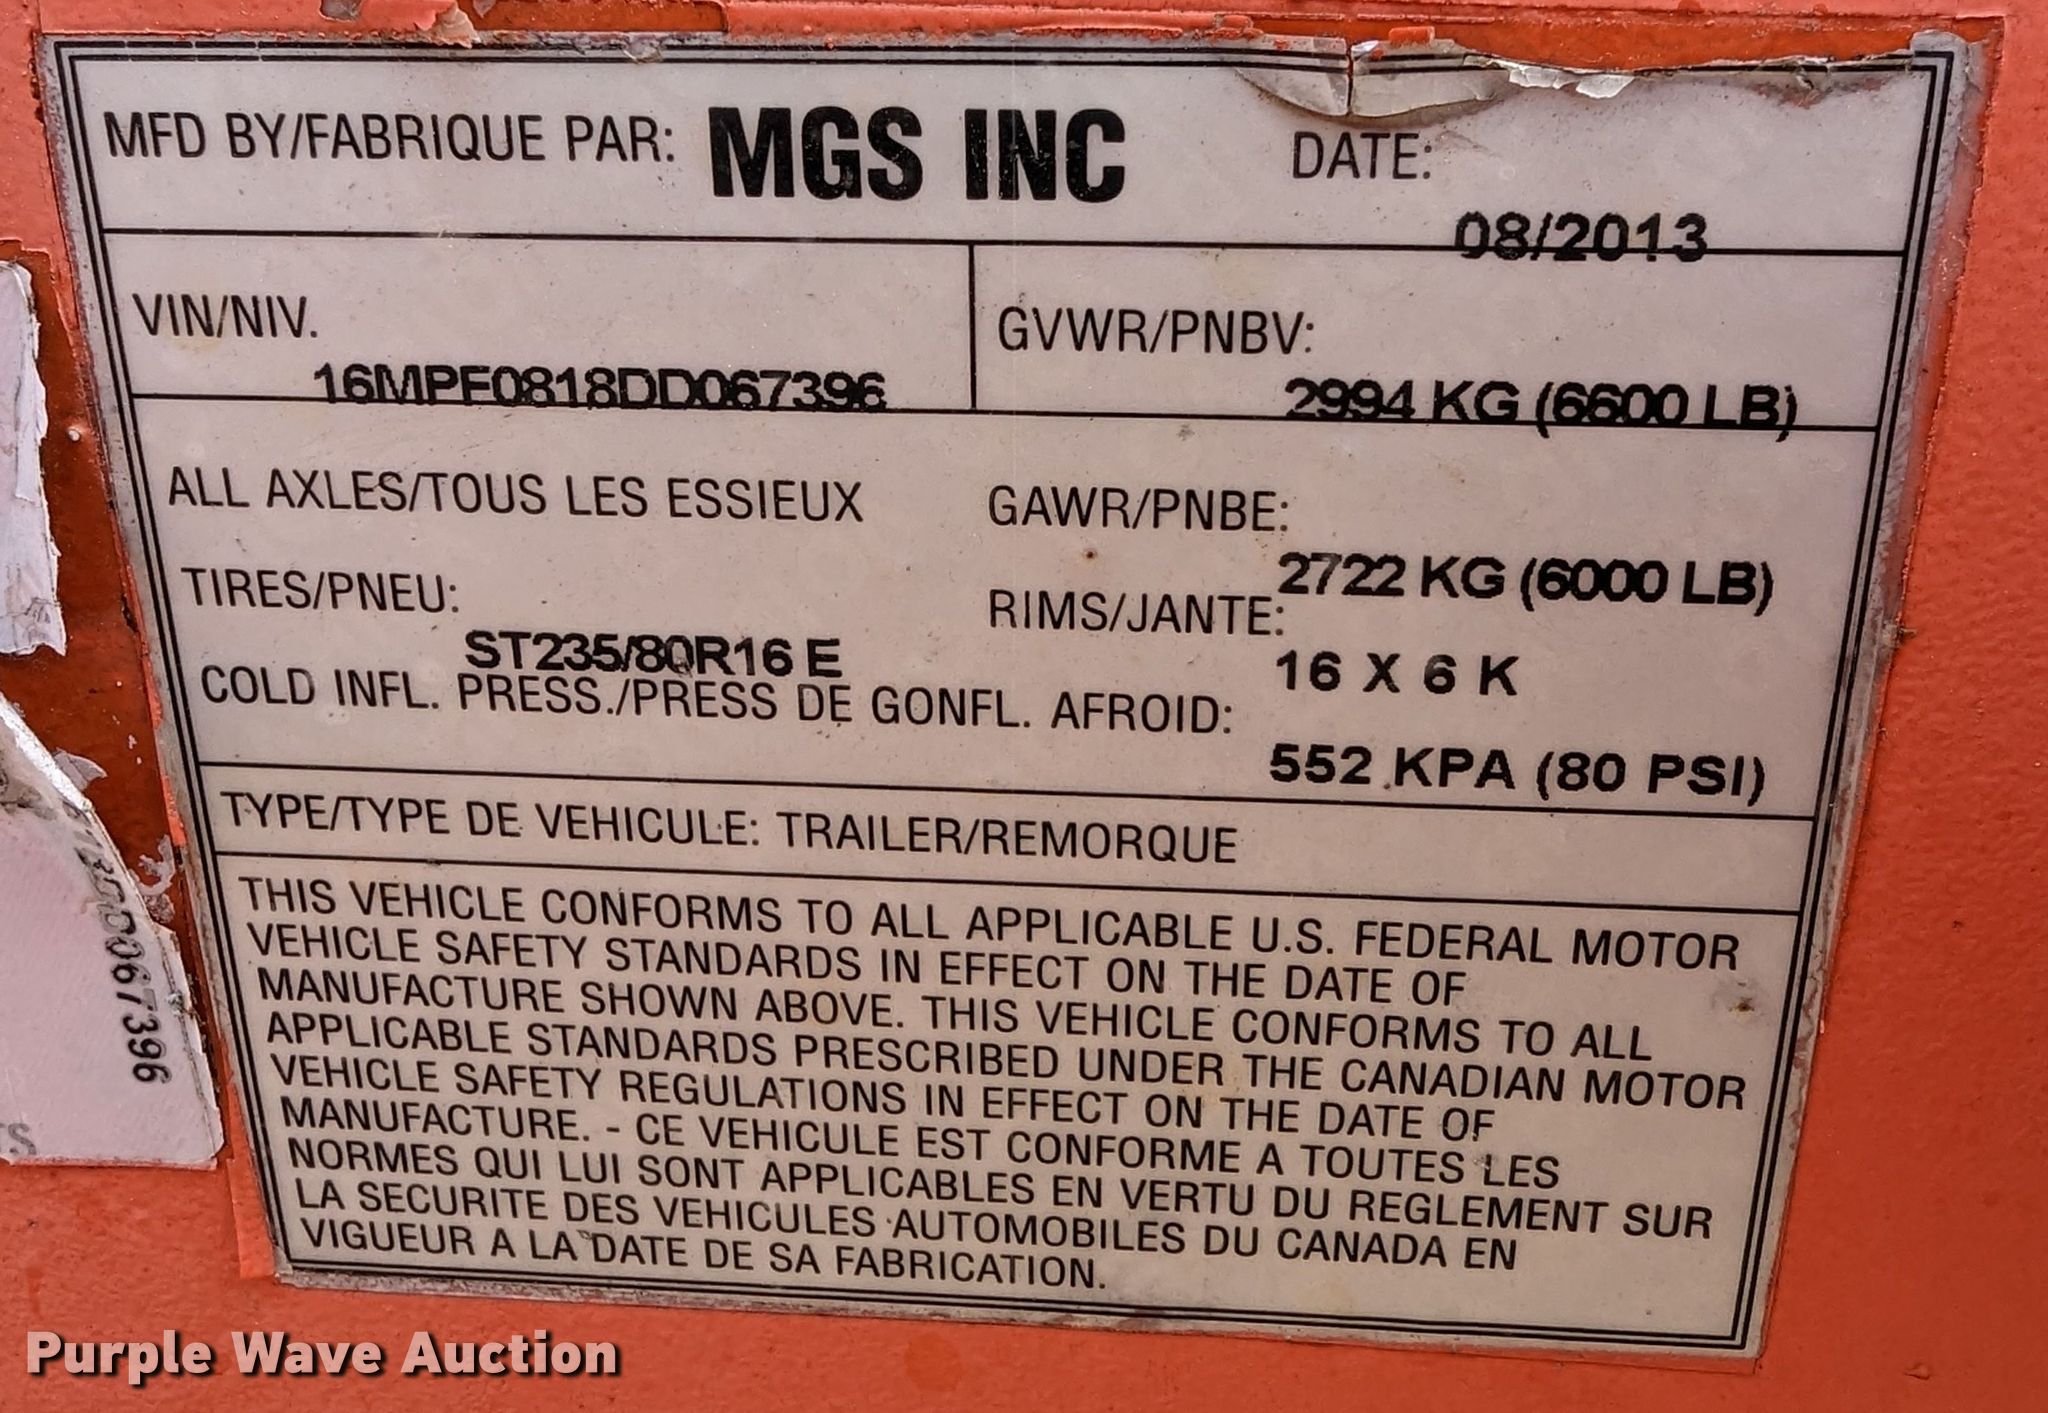 MFD BY/FABRIQUE PAR: MGS INC DATE:
08/2013
VIN/NIV.
16MPF0818DD067396
GVWR/PNBV:
2994 KG (6600 LB)
ALL AXLES/TOUS LES ESSIEUX GAWR/PNBE:
2722 KG (6000 LB)
TIRES/PNEU:
ST235/80R16 E
RIMS/JANTE:
16 X 6 K
COLD INFL. PRESS./PRESS DE GONFL. AFROID:
552 KPA (80 PSI)
TYPE/TYPE DE VEHICULE: TRAILER/REMORQUE
THIS VEHICLE CONFORMS TO ALL APPLICABLE U.S. FEDERAL MOTOR
VEHICLE SAFETY STANDARDS IN EFFECT ON THE DATE OF
MANUFACTURE SHOWN ABOVE. THIS VEHICLE CONFORMS TO ALL
APPLICABLE STANDARDS PRESCRIBED UNDER THE CANADIAN MOTOR
VEHICLE SAFETY REGULATIONS IN EFFECT ON THE DATE OF
MANUFACTURE. - CE VEHICULE EST CONFORME A TOUTES LES
NORMES QUI LUI SONT APPLICABLES EN VERTU DU REGLEMENT SUR
LA SECURITE DES VEHICULES AUTOMOBILES DU CANADA EN
VIGUEUR A LA DATE DE SA FABRICATION.
Purple Wave Auction